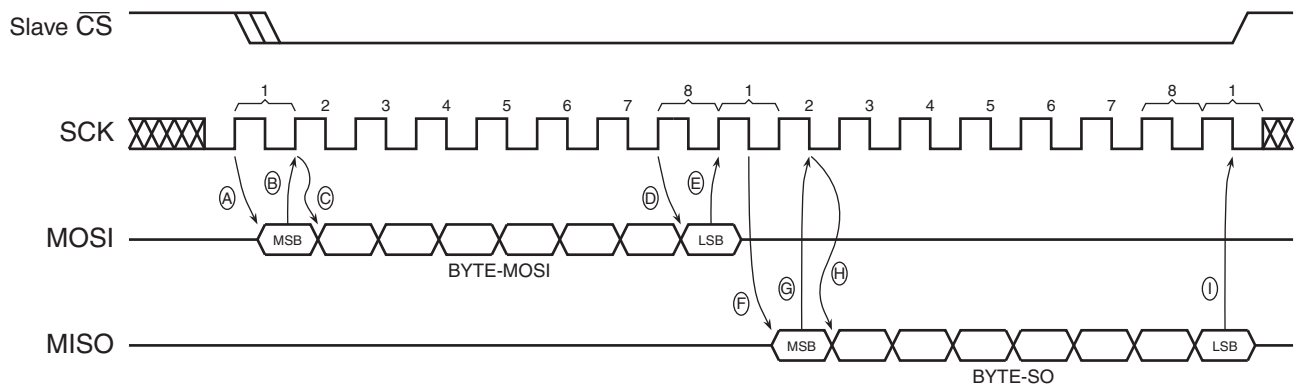 Slave CS
1 2 3 4 5 6 7 8 1 2 3 4 5 6 7 8 1
SCK
A B C D E
MOSI MSB LSB
BYTE-MOSI
F G H I
MISO MSB LSB
BYTE-SO